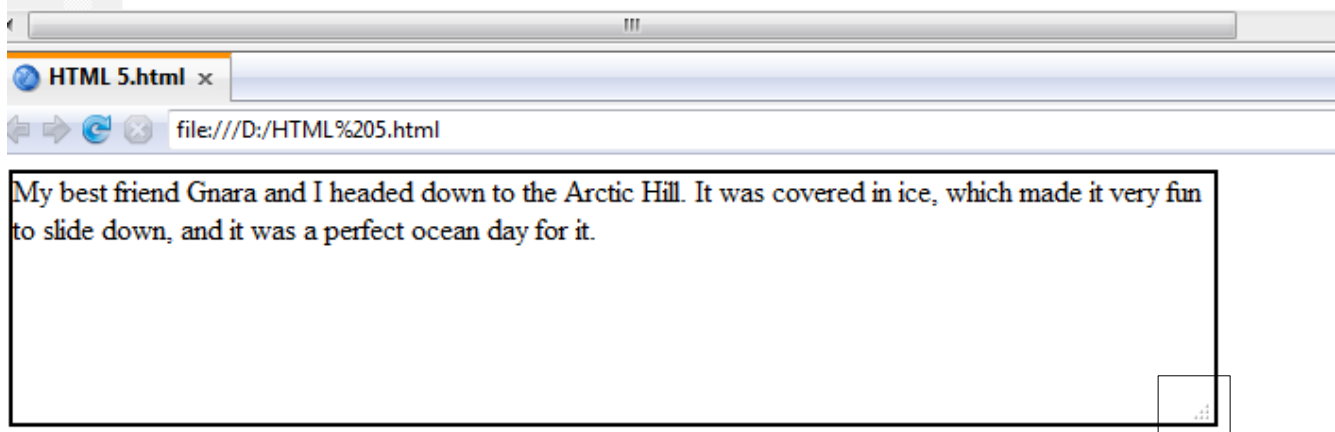 HTML 5.html
file:///D:/HTML%205.html
My best friend Gnara and I headed down to the Arctic Hill. It was covered in ice, which made it very fun
to slide down, and it was a perfect ocean day for it.